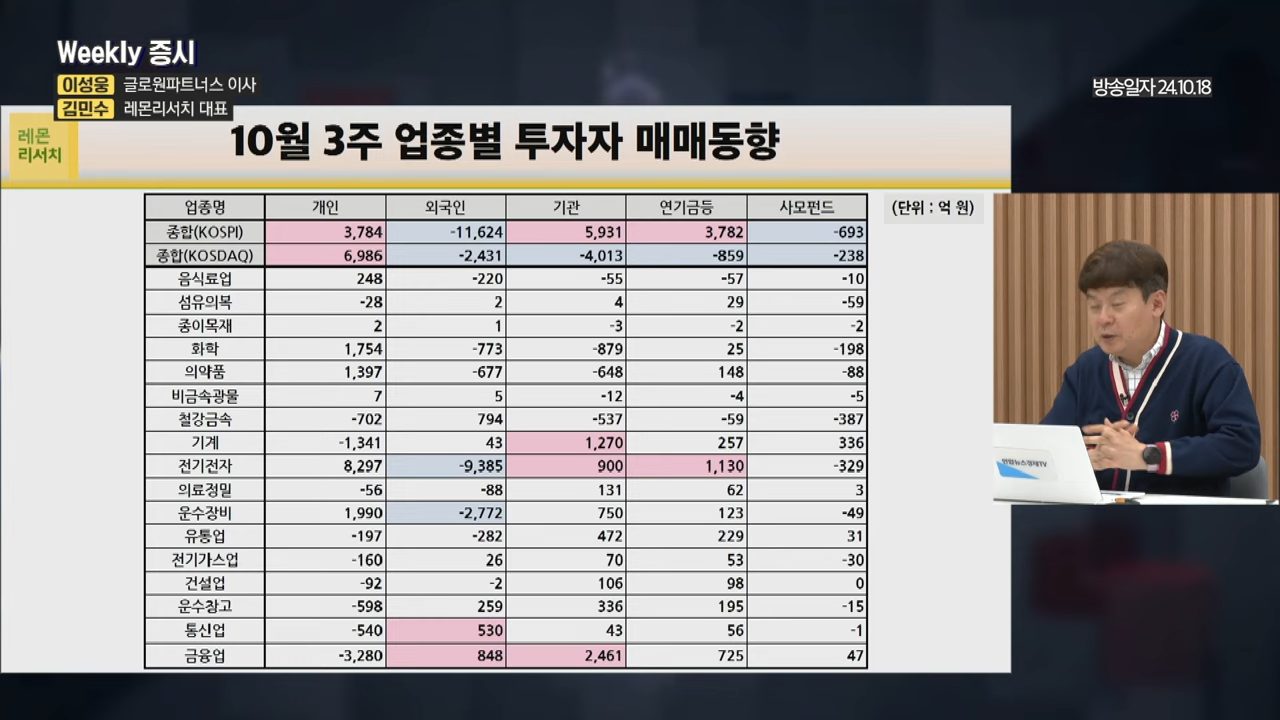 Weekly 증시
이성웅 글로원파트너스 이사
김민수 레몬리서치 대표
방송일자 24.10.18
레몬
리서치
10월 3주 업종별 투자자 매매동향
(단위 : 억 원)
업종명 개인 외국인 기관 연기금등 사모펀드
종합(KOSPI) 3,784 -11,624 5,931 3,782 -693
종합(KOSDAQ) 6,986 -2,431 -4,013 -859 -238
음식료업 248 -220 -55 -57 -10
섬유의복 -28 2 4 29 -59
종이목재 2 1 -3 -2 -2
화학 1,754 -773 -879 25 -198
의약품 1,397 -677 -648 148 -88
비금속광물 7 5 -12 -4 -5
철강금속 -702 794 -537 -59 -387
기계 -1,341 43 1,270 257 336
전기전자 8,297 -9,385 900 1,130 -329
의료정밀 -56 -88 131 62 3
운수장비 1,990 -2,772 750 123 -49
유통업 -197 -282 472 229 31
전기가스업 -160 26 70 53 -30
건설업 -92 -2 106 98 0
운수창고 -598 259 336 195 -15
통신업 -540 530 43 56 -1
금융업 -3,280 848 2,461 725 47
연합뉴스경제TV